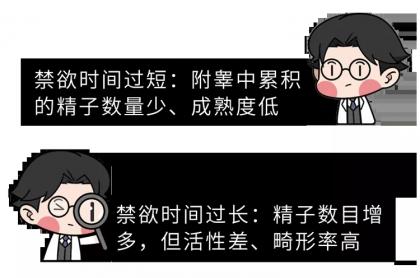 禁欲时间过短：附睾中累积
的精子数量少、成熟度低
禁欲时间过长：精子数目增
多，但活性差、畸形率高